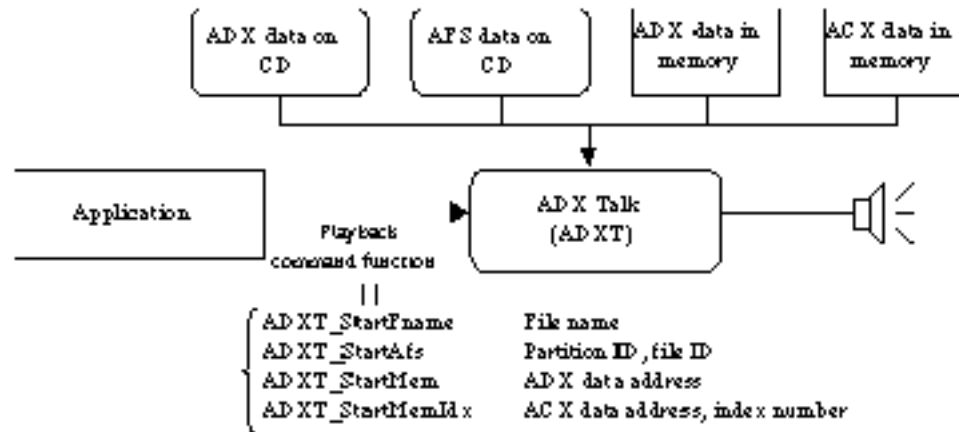 ADX data on
CD
AFS data on
CD
ADX data in
memory
ACX data in
memory
Application
ADX Talk
(ADXT)
Playback
command function
ADXT_StartFname File name
ADXT_StartAfs Partition ID, file ID
ADXT_StartMem ADX data address
ADXT_StartMemIdx ACX data address, index number